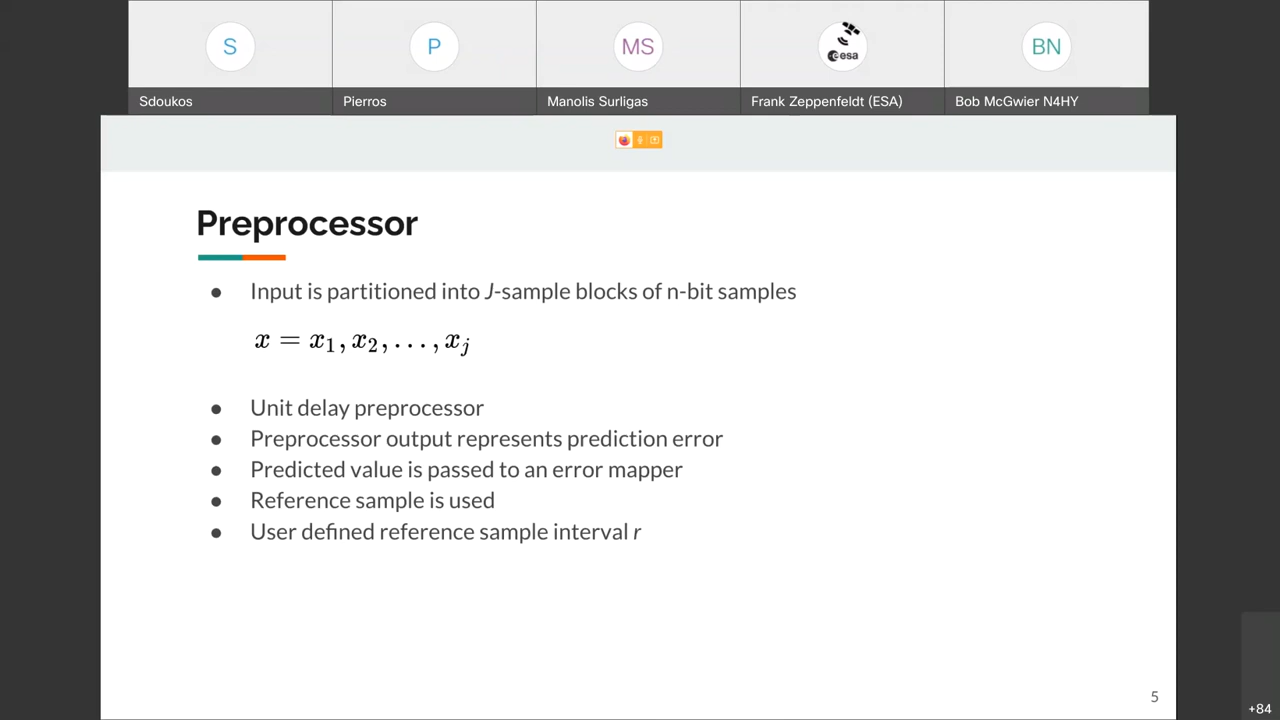 S
P
MS
esa
BN
Sdoukos
Pierros
Manolis Surligas
Frank Zeppenfeldt (ESA)
Bob McGwier N4HY
Preprocessor
● Input is partitioned into J-sample blocks of n-bit samples
x = x₁, x₂, . . . , xⱼ
● Unit delay preprocessor
● Preprocessor output represents prediction error
● Predicted value is passed to an error mapper
● Reference sample is used
● User defined reference sample interval r
5
+84